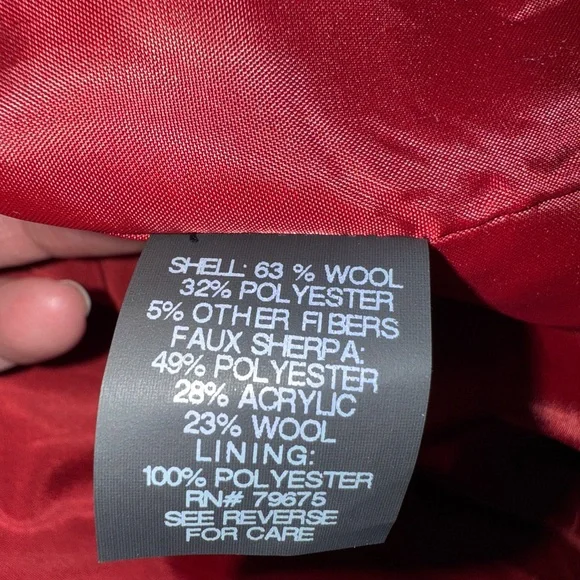 SHELL: 63 % WOOL
32% POLYESTER
5% OTHER FIBERS
FAUX SHERPA:
49% POLYESTER
28% ACRYLIC
23% WOOL
LINING:
100% POLYESTER
RN# 79675
SEE REVERSE
FOR CARE